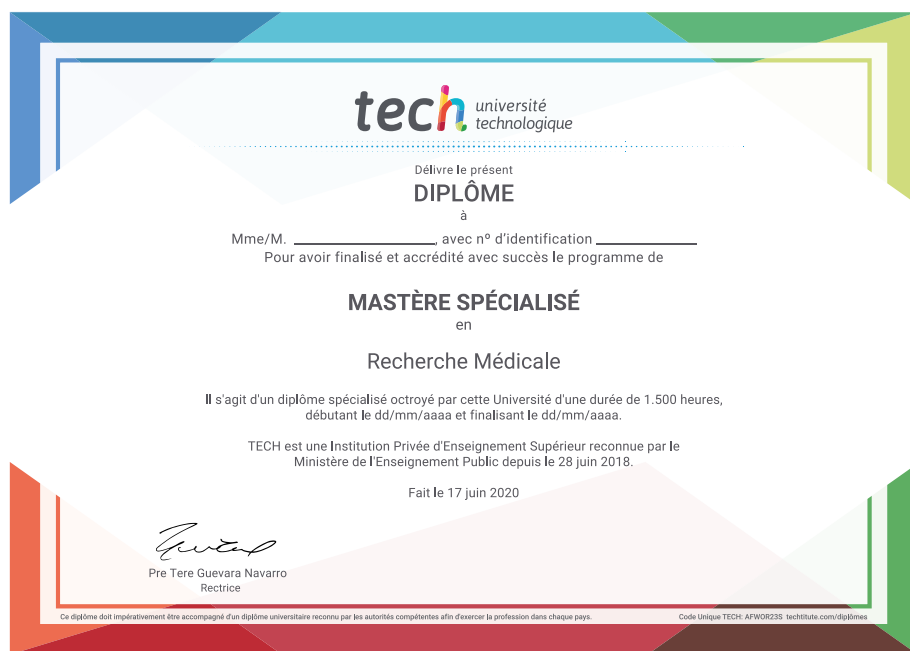 tech université
technologique
Délivre le présent
DIPLÔME
à
Mme/M. ____________________, avec nº d'identification ______________
Pour avoir finalisé et accrédité avec succès le programme de
MASTÈRE SPÉCIALISÉ
en
Recherche Médicale
Il s'agit d'un diplôme spécialisé octroyé par cette Université d'une durée de 1.500 heures,
débutant le dd/mm/aaaa et finalisant le dd/mm/aaaa.
TECH est une Institution Privée d'Enseignement Supérieur reconnue par le
Ministère de l'Enseignement Public depuis le 28 juin 2018.
Fait le 17 juin 2020
Pre Tere Guevara Navarro
Rectrice
Ce diplôme doit impérativement être accompagné d'un diplôme universitaire reconnu par les autorités compétentes afin d'exercer la profession dans chaque pays.
Code Unique TECH: AFWOR23S techtitute.com/diplômes